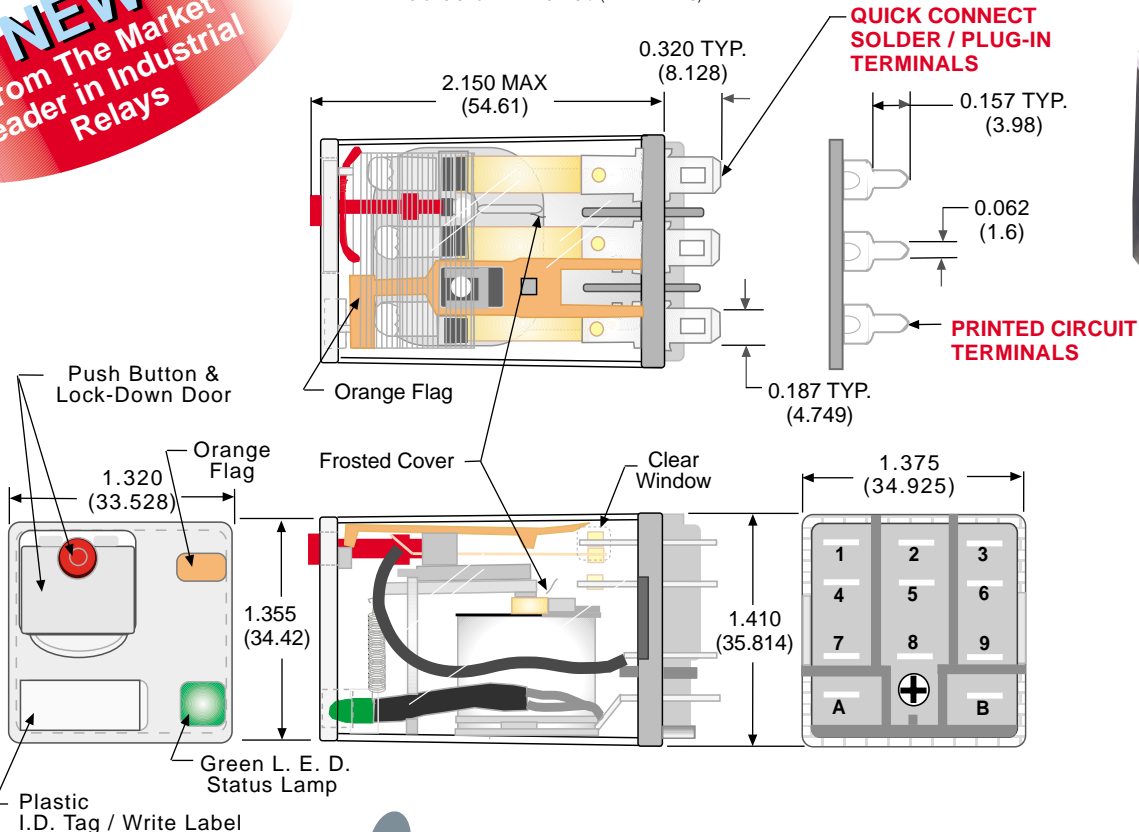 NEW
From The Market
Leader in Industrial
Relays
QUICK CONNECT
SOLDER / PLUG-IN
TERMINALS
0.320 TYP.
(8.128)
2.150 MAX
(54.61)
0.157 TYP.
(3.98)
0.062
(1.6)
PRINTED CIRCUIT
TERMINALS
0.187 TYP.
(4.749)
Orange Flag
Push Button &
Lock-Down Door
Orange
Flag
1.320
(33.528)
Frosted Cover
Clear
Window
1.375
(34.925)
1.355
(34.42)
1.410
(35.814)
1 2 3
4 5 6
7 8 9
A B
Green L. E. D.
Status Lamp
Plastic
I.D. Tag / Write Label